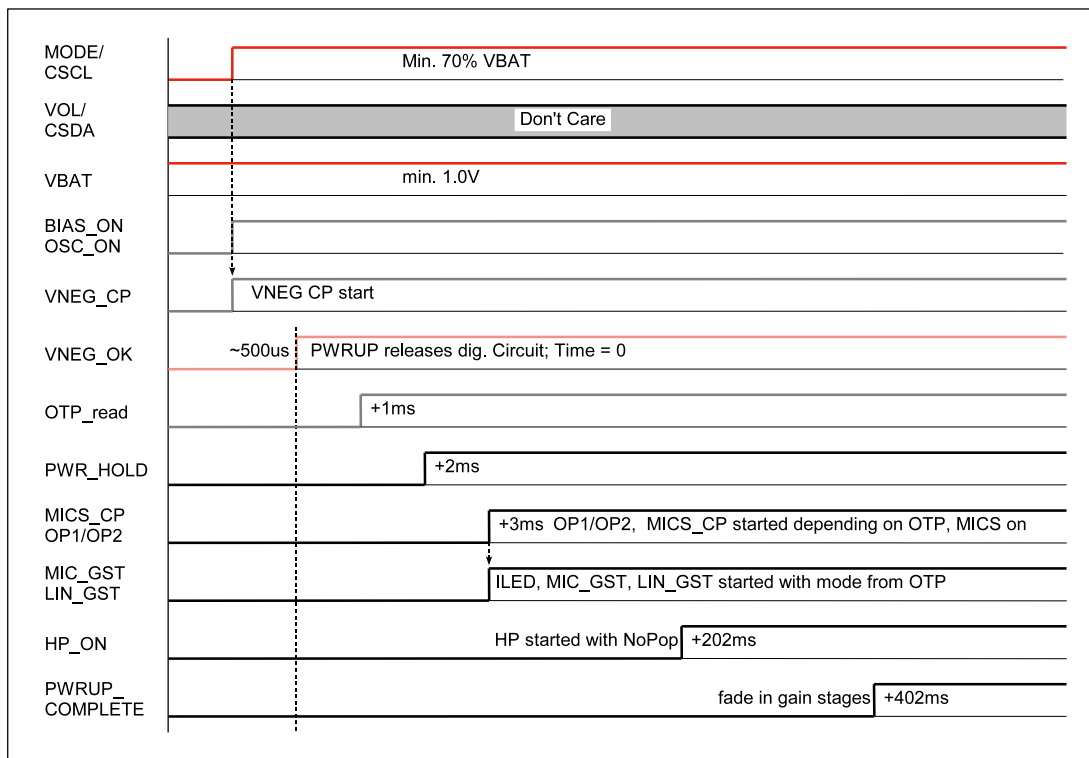 MODE/
CSCL
Min. 70% VBAT
VOL/
CSDA
Don't Care
VBAT
min. 1.0V
BIAS_ON
OSC_ON
VNEG_CP
VNEG CP start
VNEG_OK
~500us
PWRUP releases dig. Circuit; Time = 0
OTP_read
+1ms
PWR_HOLD
+2ms
MICS_CP
OP1/OP2
+3ms OP1/OP2, MICS_CP started depending on OTP, MICS on
MIC_GST
LIN_GST
ILED, MIC_GST, LIN_GST started with mode from OTP
HP_ON
HP started with NoPop
+202ms
PWRUP_
COMPLETE
fade in gain stages
+402ms